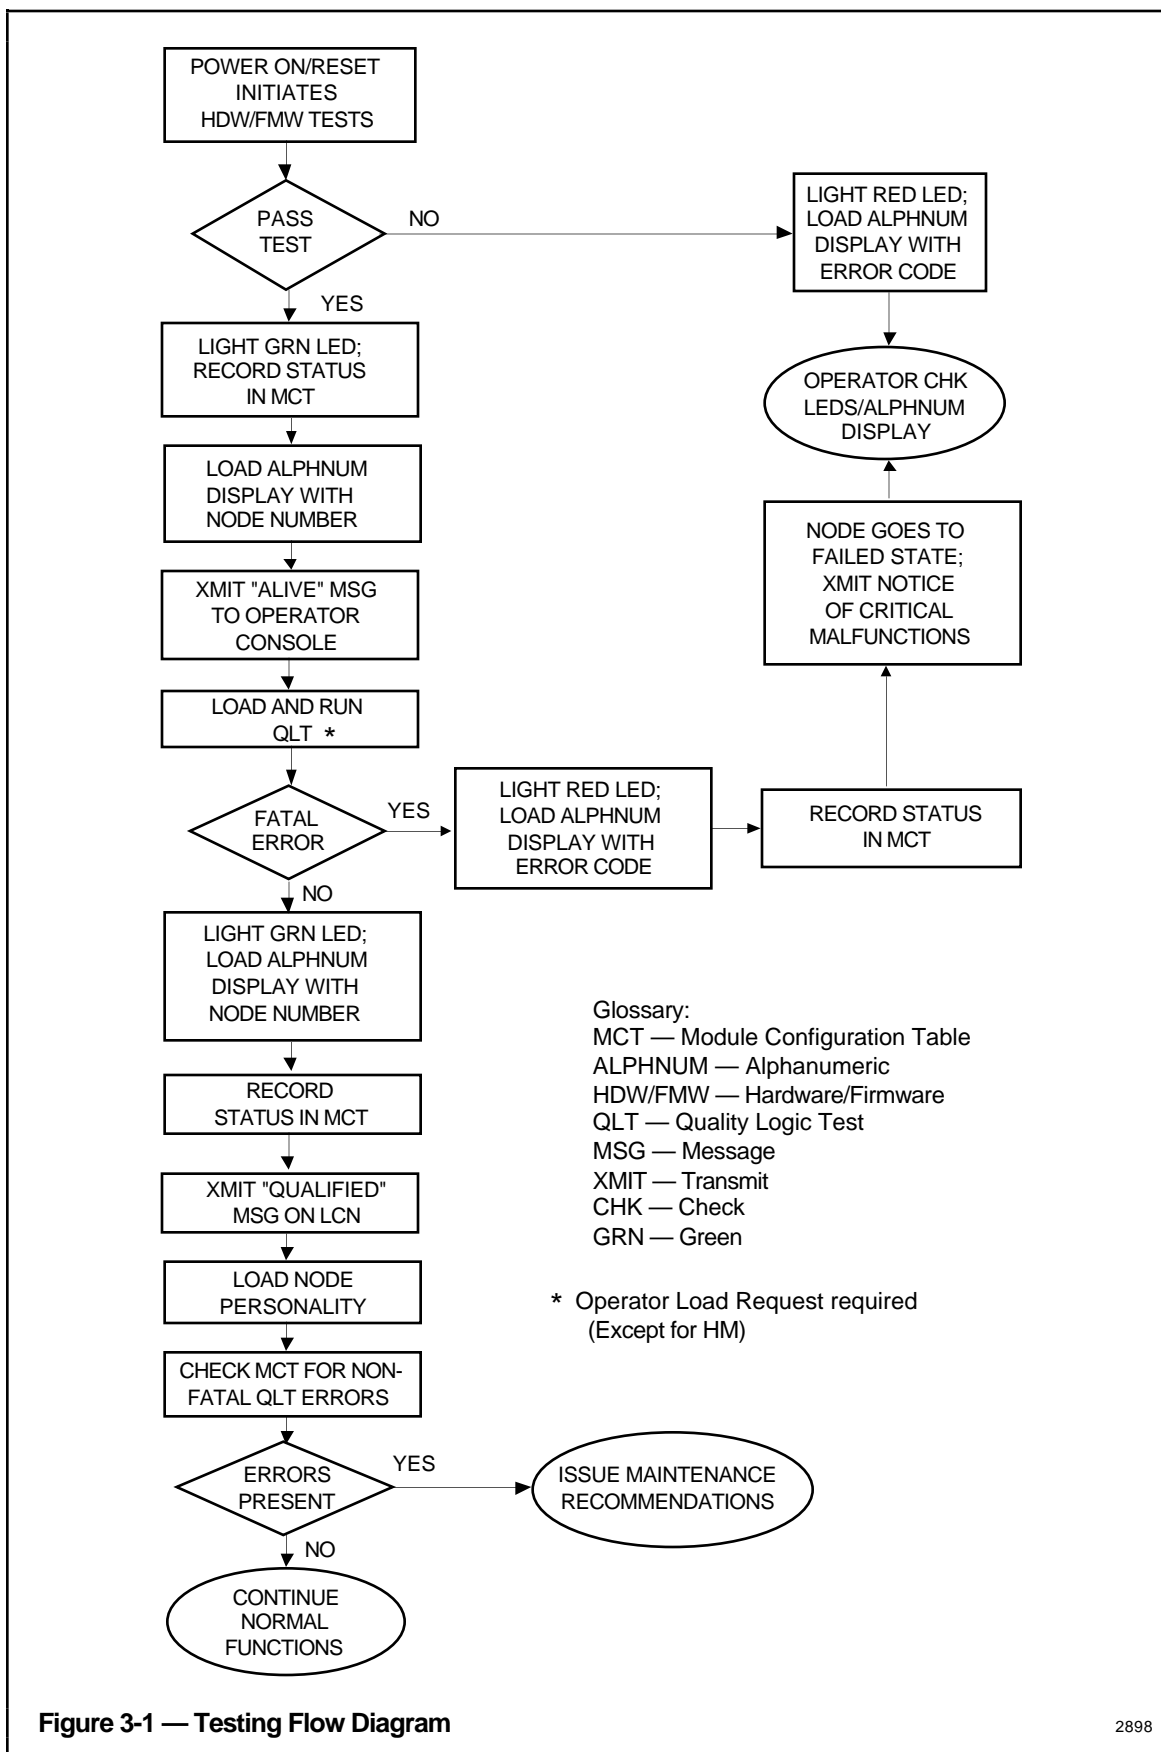 POWER ON/RESET
INITIATES
HDW/FMW TESTS
PASS
TEST
NO
LIGHT RED LED;
LOAD ALPHNUM
DISPLAY WITH
ERROR CODE
YES
LIGHT GRN LED;
RECORD STATUS
IN MCT
OPERATOR CHK
LEDS/ALPHNUM
DISPLAY
LOAD ALPHNUM
DISPLAY WITH
NODE NUMBER
NODE GOES TO
FAILED STATE;
XMIT NOTICE
OF CRITICAL
MALFUNCTIONS
XMIT "ALIVE" MSG
TO OPERATOR
CONSOLE
LOAD AND RUN
QLT *
FATAL
ERROR
YES
LIGHT RED LED;
LOAD ALPHNUM
DISPLAY WITH
ERROR CODE
RECORD STATUS
IN MCT
NO
LIGHT GRN LED;
LOAD ALPHNUM
DISPLAY WITH
NODE NUMBER
Glossary:
MCT — Module Configuration Table
ALPHNUM — Alphanumeric
HDW/FMW — Hardware/Firmware
QLT — Quality Logic Test
MSG — Message
XMIT — Transmit
CHK — Check
GRN — Green
RECORD
STATUS IN MCT
XMIT "QUALIFIED"
MSG ON LCN
LOAD NODE
PERSONALITY
* Operator Load Request required
(Except for HM)
CHECK MCT FOR NON-
FATAL QLT ERRORS
ERRORS
PRESENT
YES
ISSUE MAINTENANCE
RECOMMENDATIONS
NO
CONTINUE
NORMAL
FUNCTIONS
Figure 3-1 — Testing Flow Diagram
2898